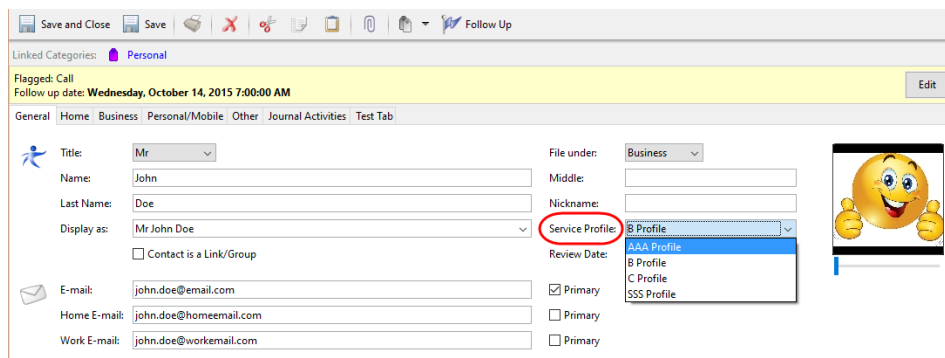 Save and Close Save Follow Up
Linked Categories: Personal
Flagged: Call
Follow up date: Wednesday, October 14, 2015 7:00:00 AM
Edit
General Home Business Personal/Mobile Other Journal Activities Test Tab
Title: Mr File under: Business
Name: John Middle:
Last Name: Doe Nickname:
Display as: Mr John Doe Service Profile: B Profile
AAA Profile
Contact is a Link/Group Review Date:
B Profile
C Profile
SSS Profile
E-mail: john.doe@email.com Primary
Home E-mail: john.doe@homeemail.com Primary
Work E-mail: john.doe@workemail.com Primary